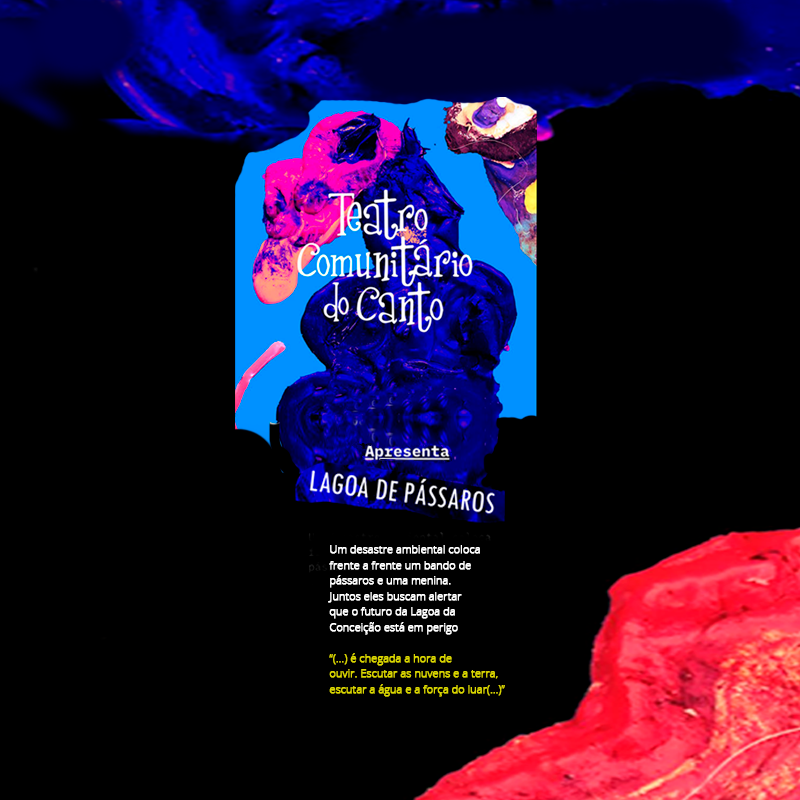 Teatro
Comunitário
do Canto
Apresenta
LAGOA DE PÁSSAROS
Um desastre ambiental coloca
frente a frente um bando de
pássaros e uma menina.
Juntos eles buscam alertar
que o futuro da Lagoa da
Conceição está em perigo
“(...) é chegada a hora de
ouvir. Escutar as nuvens e a terra,
escutar a água e a força do luar(...)”